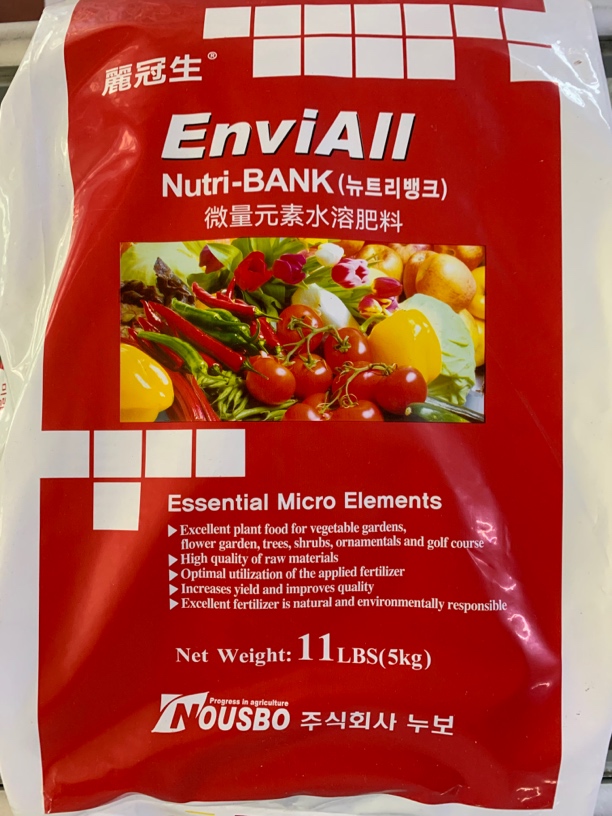 麗冠生®
EnviAll
Nutri-BANK (뉴트리뱅크)
微量元素水溶肥料
Essential Micro Elements
▶Excellent plant food for vegetable gardens,
flower garden, trees, shrubs, ornamentals and golf course
▶High quality of raw materials
▶Optimal utilization of the applied fertilizer
▶Increases yield and improves quality
▶Excellent fertilizer is natural and environmentally responsible
Net Weight: 11LBS(5kg)
Progress in agriculture
NOUSBO 주식회사 누보